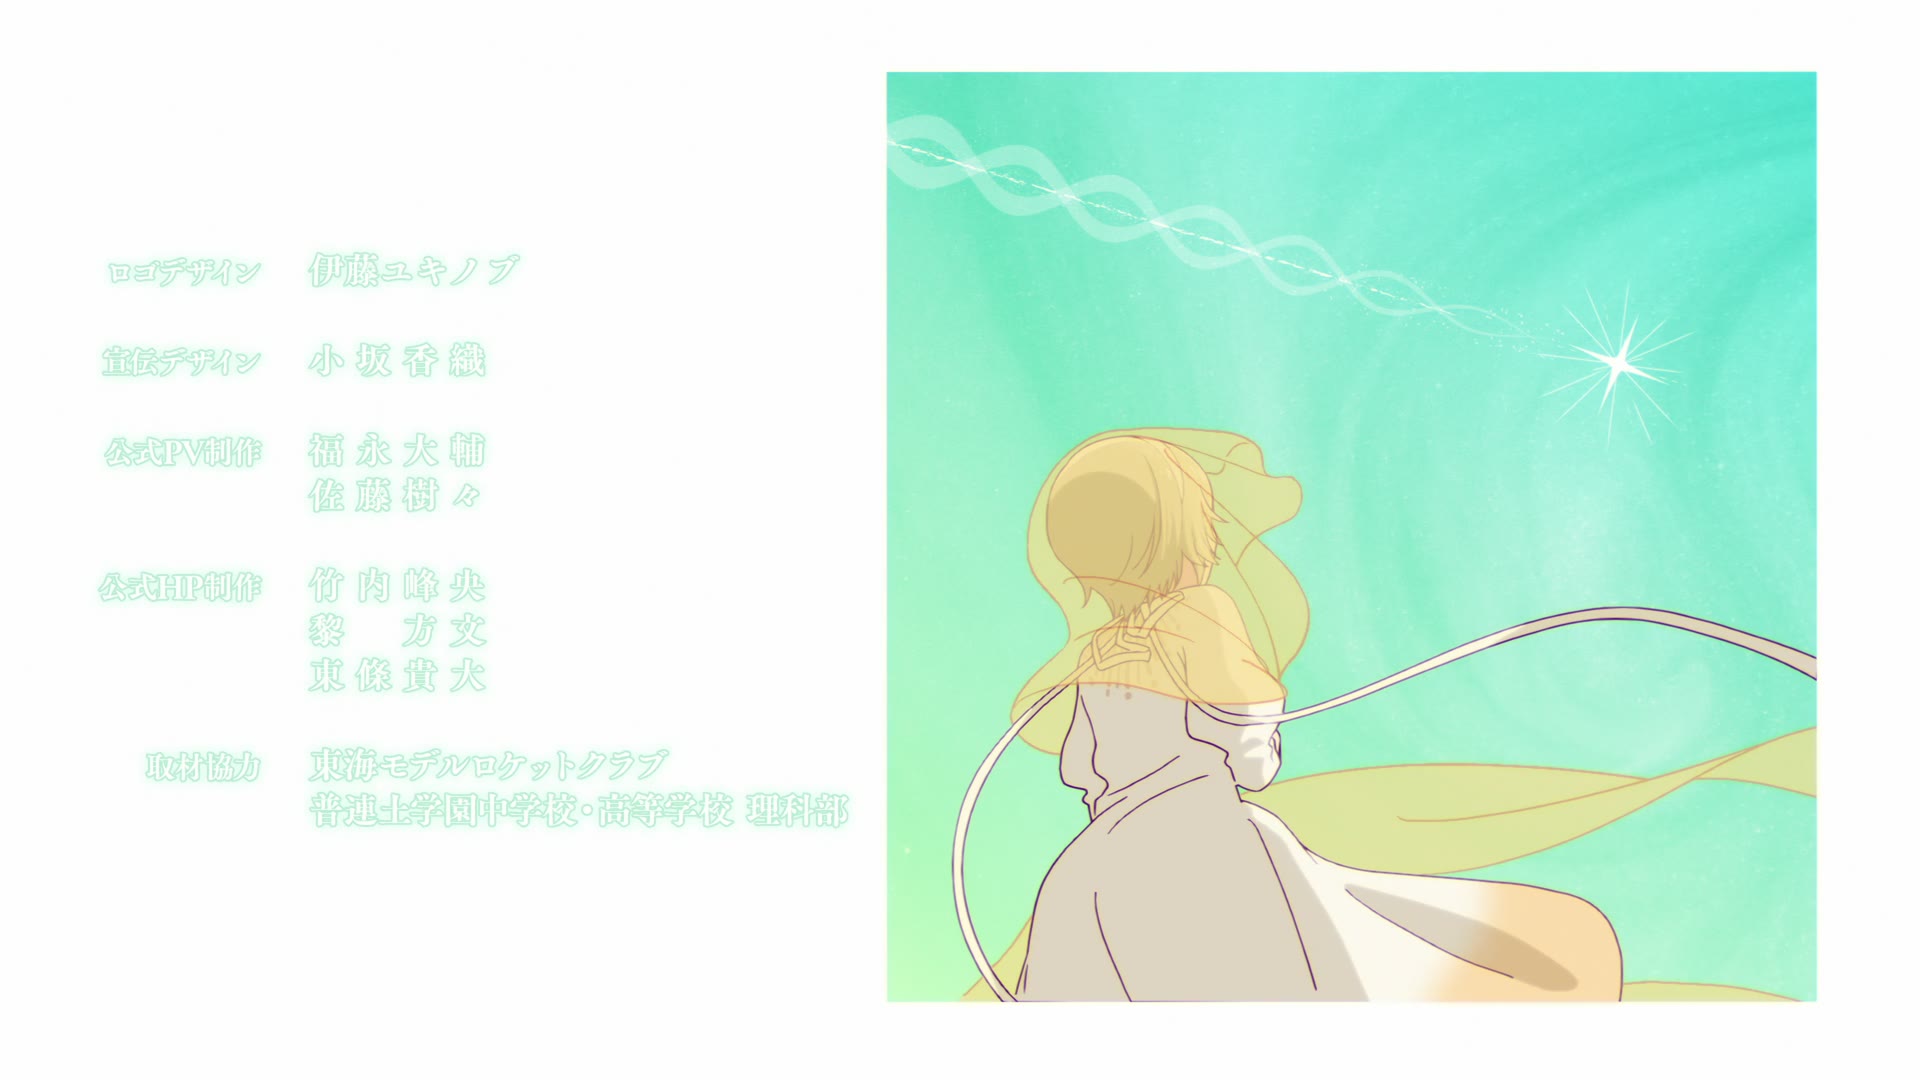 ロゴデザイン 伊藤ユキノブ
宣伝デザイン 小坂香織
公式PV制作 福永大輔
佐藤樹々
公式HP制作 竹内峰央
黎 方文
東條貴大
取材協力 東海モデルロケットクラブ
普連土学園中学校・高等学校 理科部